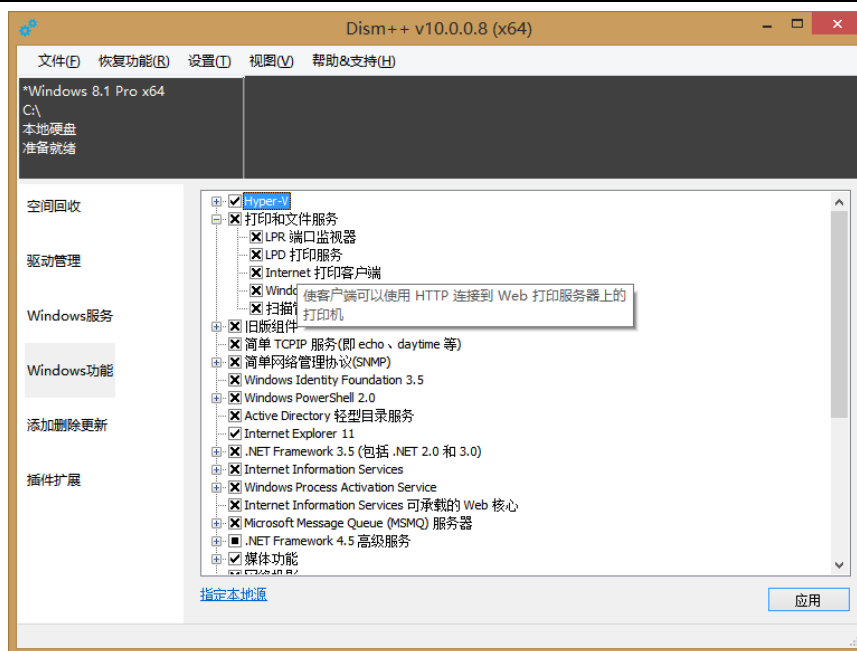 Dism++ v10.0.0.8 (x64)
文件(F) 恢复功能(R) 设置(T) 视图(V) 帮助&支持(H)
*Windows 8.1 Pro x64
C:\
本地硬盘
准备就绪
空间回收
驱动管理
Windows服务
Windows功能
添加删除更新
插件扩展
Hyper-V
打印和文件服务
LPR 端口监视器
LPD 打印服务
Internet 打印客户端
Windo
扫描
使客户端可以使用 HTTP 连接到 Web 打印服务器上的
打印机
旧版组件
简单 TCPIP 服务(即 echo、daytime 等)
简单网络管理协议(SNMP)
Windows Identity Foundation 3.5
Windows PowerShell 2.0
Active Directory 轻型目录服务
Internet Explorer 11
.NET Framework 3.5 (包括 .NET 2.0 和 3.0)
Internet Information Services
Windows Process Activation Service
Internet Information Services 可承载的 Web 核心
Microsoft Message Queue (MSMQ) 服务器
.NET Framework 4.5 高级服务
媒体功能
指定本地源
应用